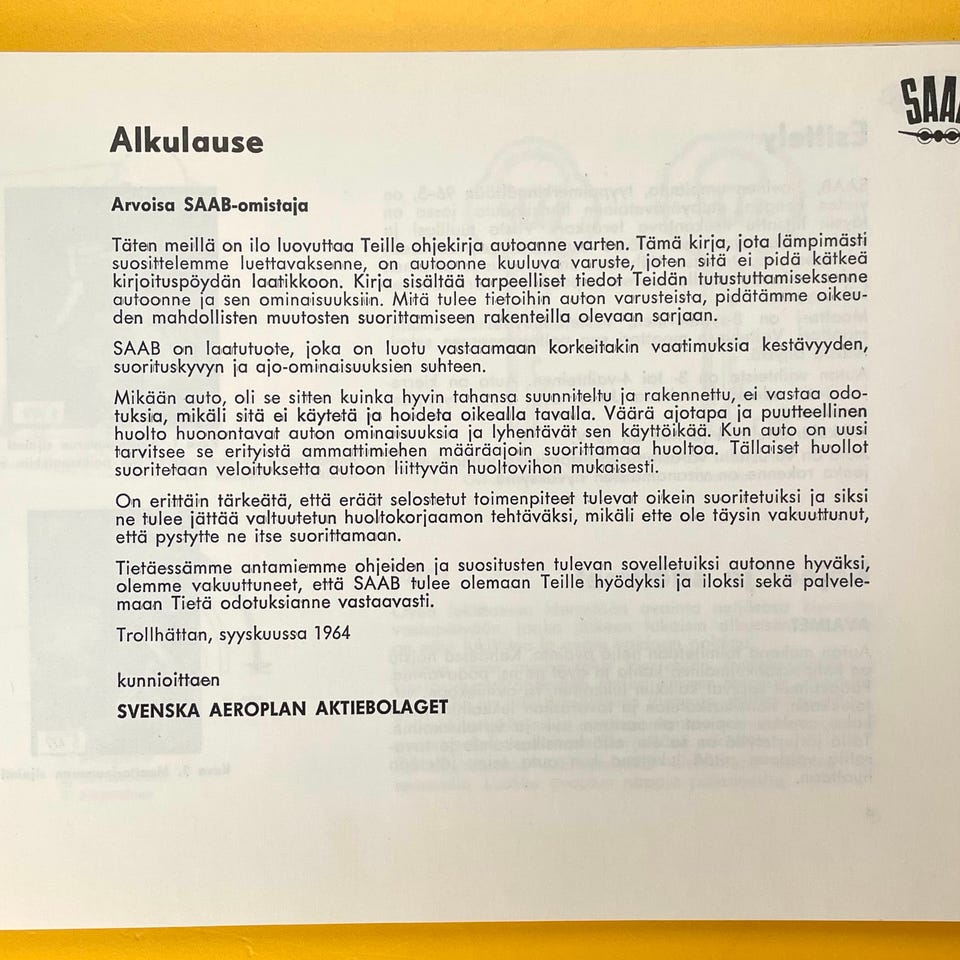 SAAB
Alkulause
Arvoisa SAAB-omistaja
Täten meillä on ilo luovuttaa Teille ohjekirja autoanne varten. Tämä kirja, jota lämpimästi
suosittelemme luettavaksenne, on autoonne kuuluva varuste, joten sitä ei pidä kätkeä
kirjoituspöydän laatikkoon. Kirja sisältää tarpeelliset tiedot Teidän tutustuttamiseksenne
autoonne ja sen ominaisuuksiin. Mitä tulee tietoihin auton varusteista, pidätämme oikeu-
den mahdollisten muutosten suorittamiseen rakenteilla olevaan sarjaan.
SAAB on laatutuote, joka on luotu vastaamaan korkeitakin vaatimuksia kestävyyden,
suorituskyvyn ja ajo-ominaisuuksien suhteen.
Mikään auto, oli se sitten kuinka hyvin tahansa suunniteltu ja rakennettu, ei vastaa odo-
tuksia, mikäli sitä ei käytetä ja hoideta oikealla tavalla. Väärä ajotapa ja puutteellinen
huolto huonontavat auton ominaisuuksia ja lyhentävät sen käyttöikää. Kun auto on uusi
tarvitsee se erityistä ammattimiehen määräajoin suorittamaa huoltoa. Tällaiset huollot
suoritetaan veloituksetta autoon liittyvän huoltovihon mukaisesti.
On erittäin tärkeätä, että eräät selostetut toimenpiteet tulevat oikein suoritetuiksi ja siksi
ne tulee jättää valtuutetun huoltokorjaamon tehtäväksi, mikäli ette ole täysin vakuuttunut,
että pystytte ne itse suorittamaan.
Tietäessämme antamiemme ohjeiden ja suositusten tulevan sovelletuiksi autonne hyväksi,
olemme vakuuttuneet, että SAAB tulee olemaan Teille hyödyksi ja iloksi sekä palvele-
maan Tietä odotuksianne vastaavasti.
Trollhättan, syyskuussa 1964
kunnioittaen
SVENSKA AEROPLAN AKTIEBOLAGET